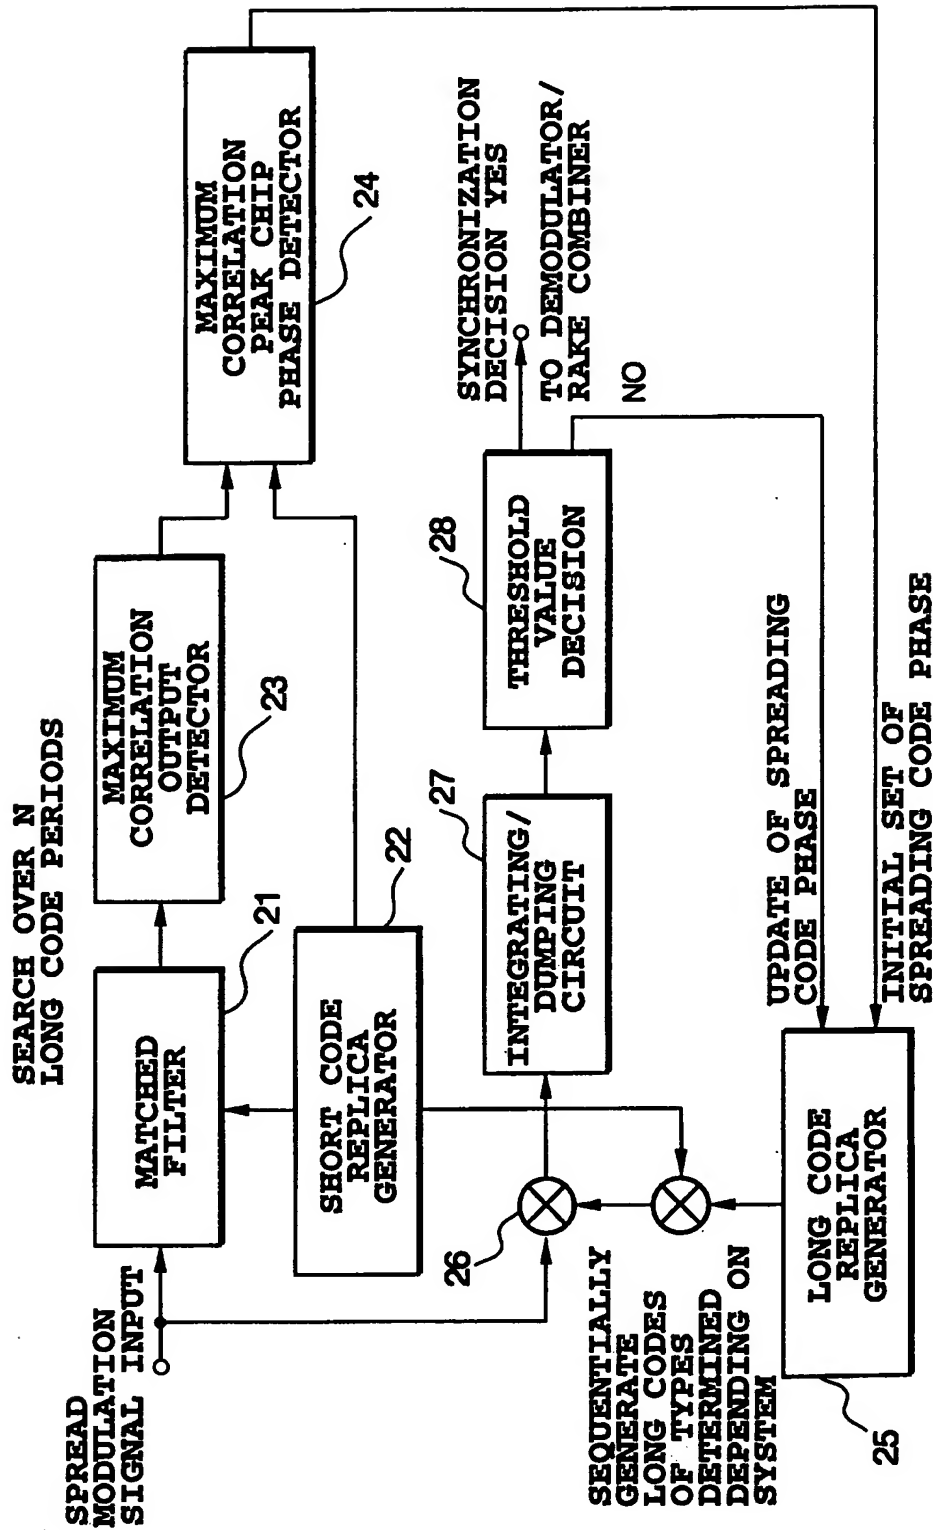 SPREAD
MODULATION
SIGNAL INPUT
SEARCH OVER N
LONG CODE PERIODS
MATCHED
FILTER
21
MAXIMUM
CORRELATION
OUTPUT
DETECTOR
23
MAXIMUM
CORRELATION
PEAK CHIP
PHASE DETECTOR
24
SHORT CODE
REPLICA
GENERATOR
22
26
INTEGRATING/
DUMPING
CIRCUIT
27
THRESHOLD
VALUE
DECISION
28
SYNCHRONIZATION
DECISION YES
TO DEMODULATOR/
RAKE COMBINER
NO
SEQUENTIALLY
GENERATE
LONG CODES
OF TYPES
DETERMINED
DEPENDING ON
SYSTEM
LONG CODE
REPLICA
GENERATOR
25
UPDATE OF SPREADING
CODE PHASE
INITIAL SET OF
SPREADING CODE PHASE